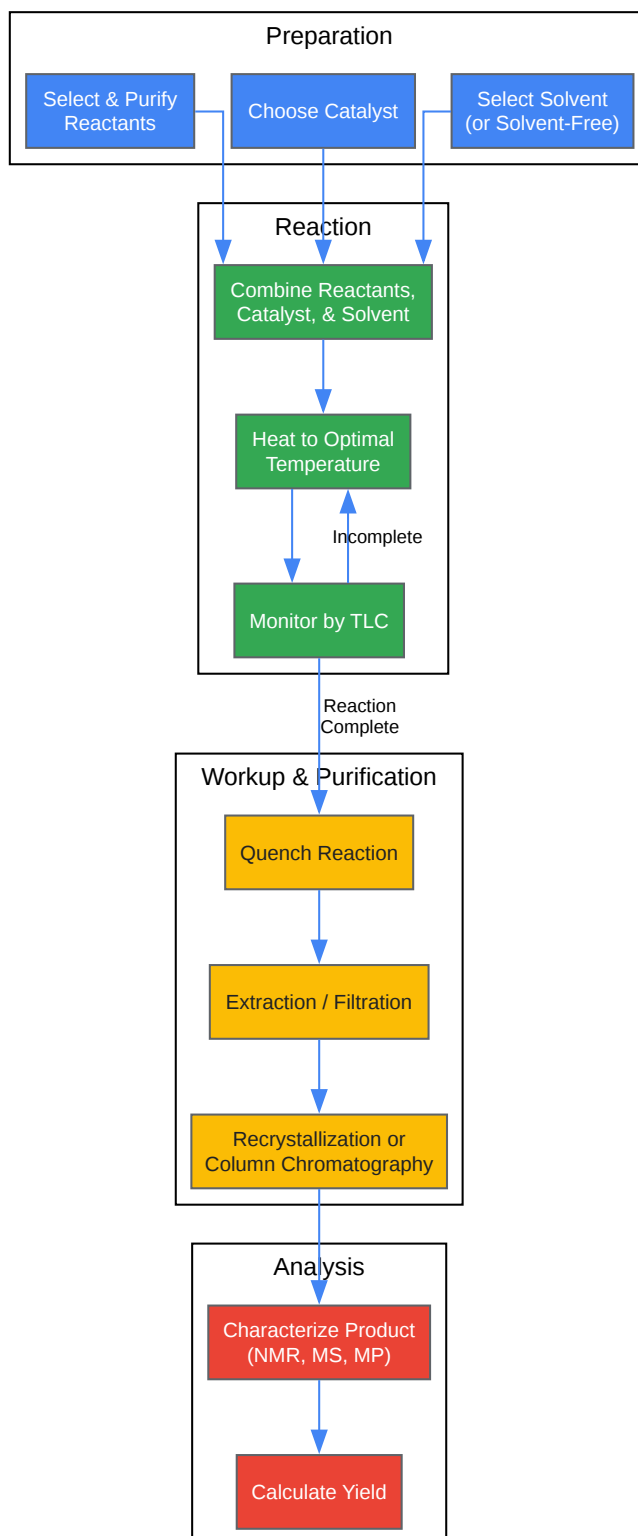 Preparation
Select & Purify
Reactants
Choose Catalyst
Select Solvent
(or Solvent-Free)
Reaction
Combine Reactants,
Catalyst, & Solvent
Heat to Optimal
Temperature
Incomplete
Monitor by TLC
Reaction
Complete
Workup & Purification
Quench Reaction
Extraction / Filtration
Recrystallization or
Column Chromatography
Analysis
Characterize Product
(NMR, MS, MP)
Calculate Yield